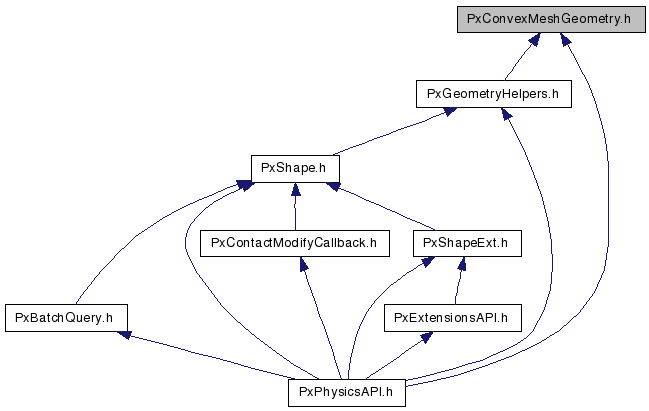 PxConvexMeshGeometry.h
PxGeometryHelpers.h
PxShape.h
PxContactModifyCallback.h
PxShapeExt.h
PxBatchQuery.h
PxExtensionsAPI.h
PxPhysicsAPI.h